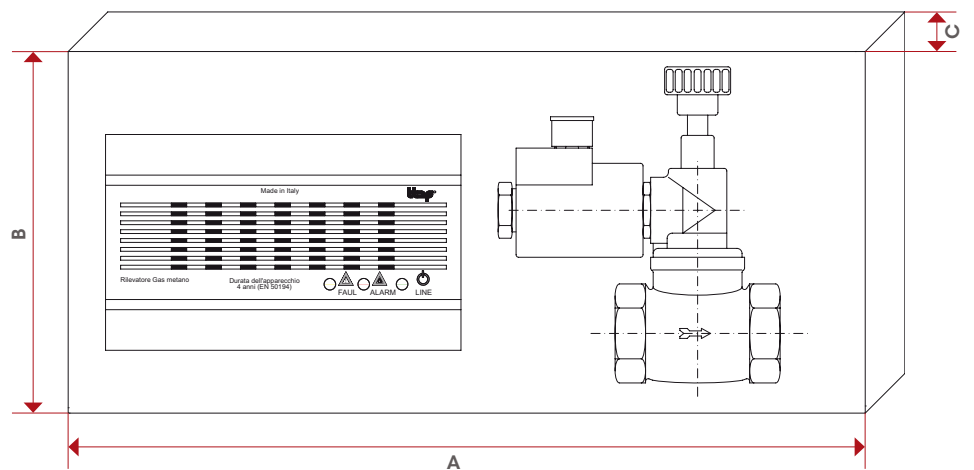 C
B
Made in Italy
Rilevatore Gas metano
Durata dell'apparecchio
4 anni (EN 50194)
FAUL
ALARM
LINE
A